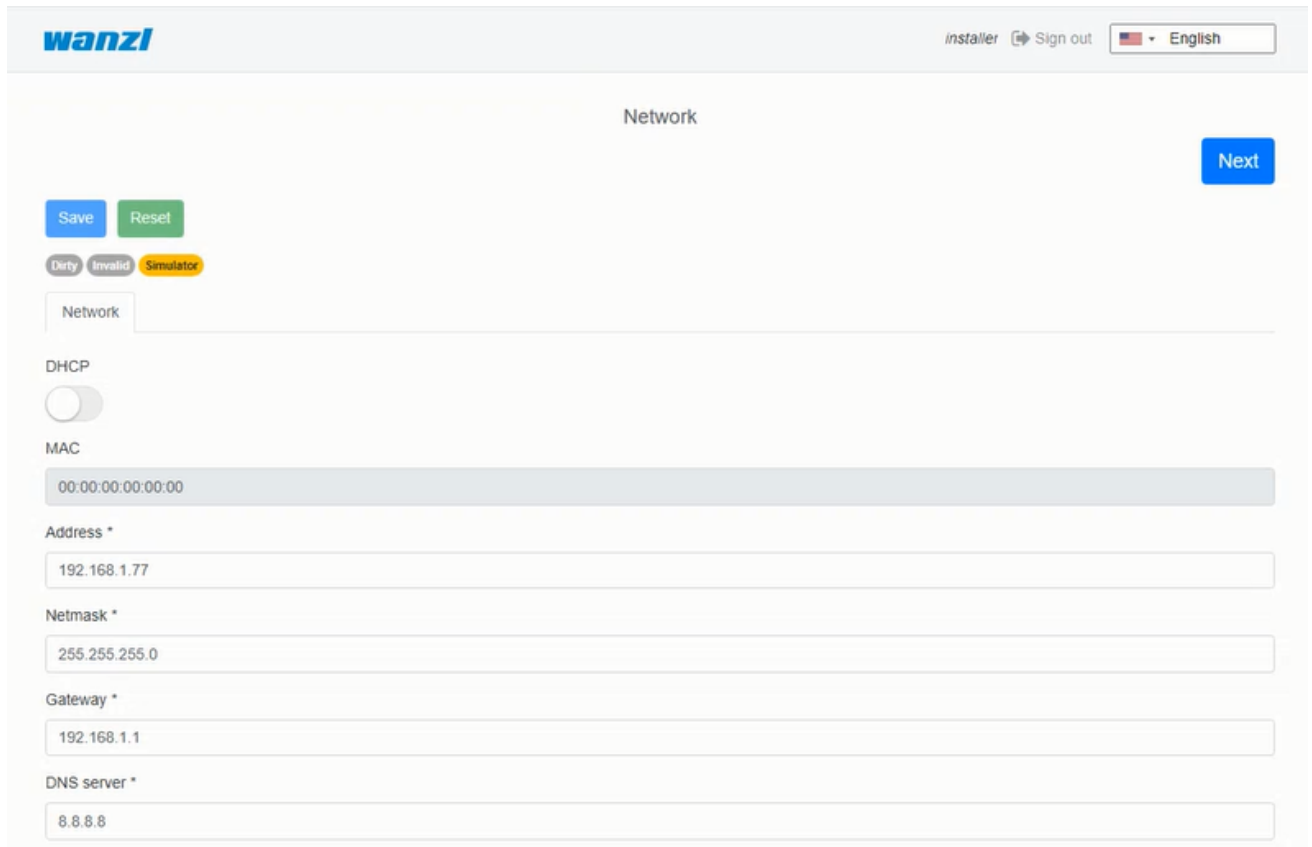 wanzl
installer Sign out English
Network
Next
Save Reset
Dirty Invalid Simulator
Network
DHCP
MAC
00:00:00:00:00:00
Address *
192.168.1.77
Netmask *
255.255.255.0
Gateway *
192.168.1.1
DNS server *
8.8.8.8